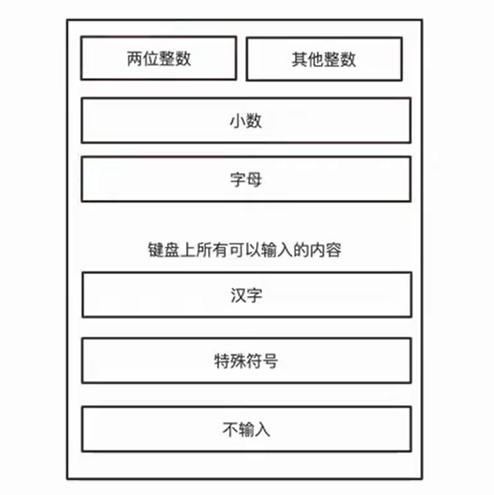 两位整数 其他整数
小数
字母
键盘上所有可以输入的内容
汉字
特殊符号
不输入